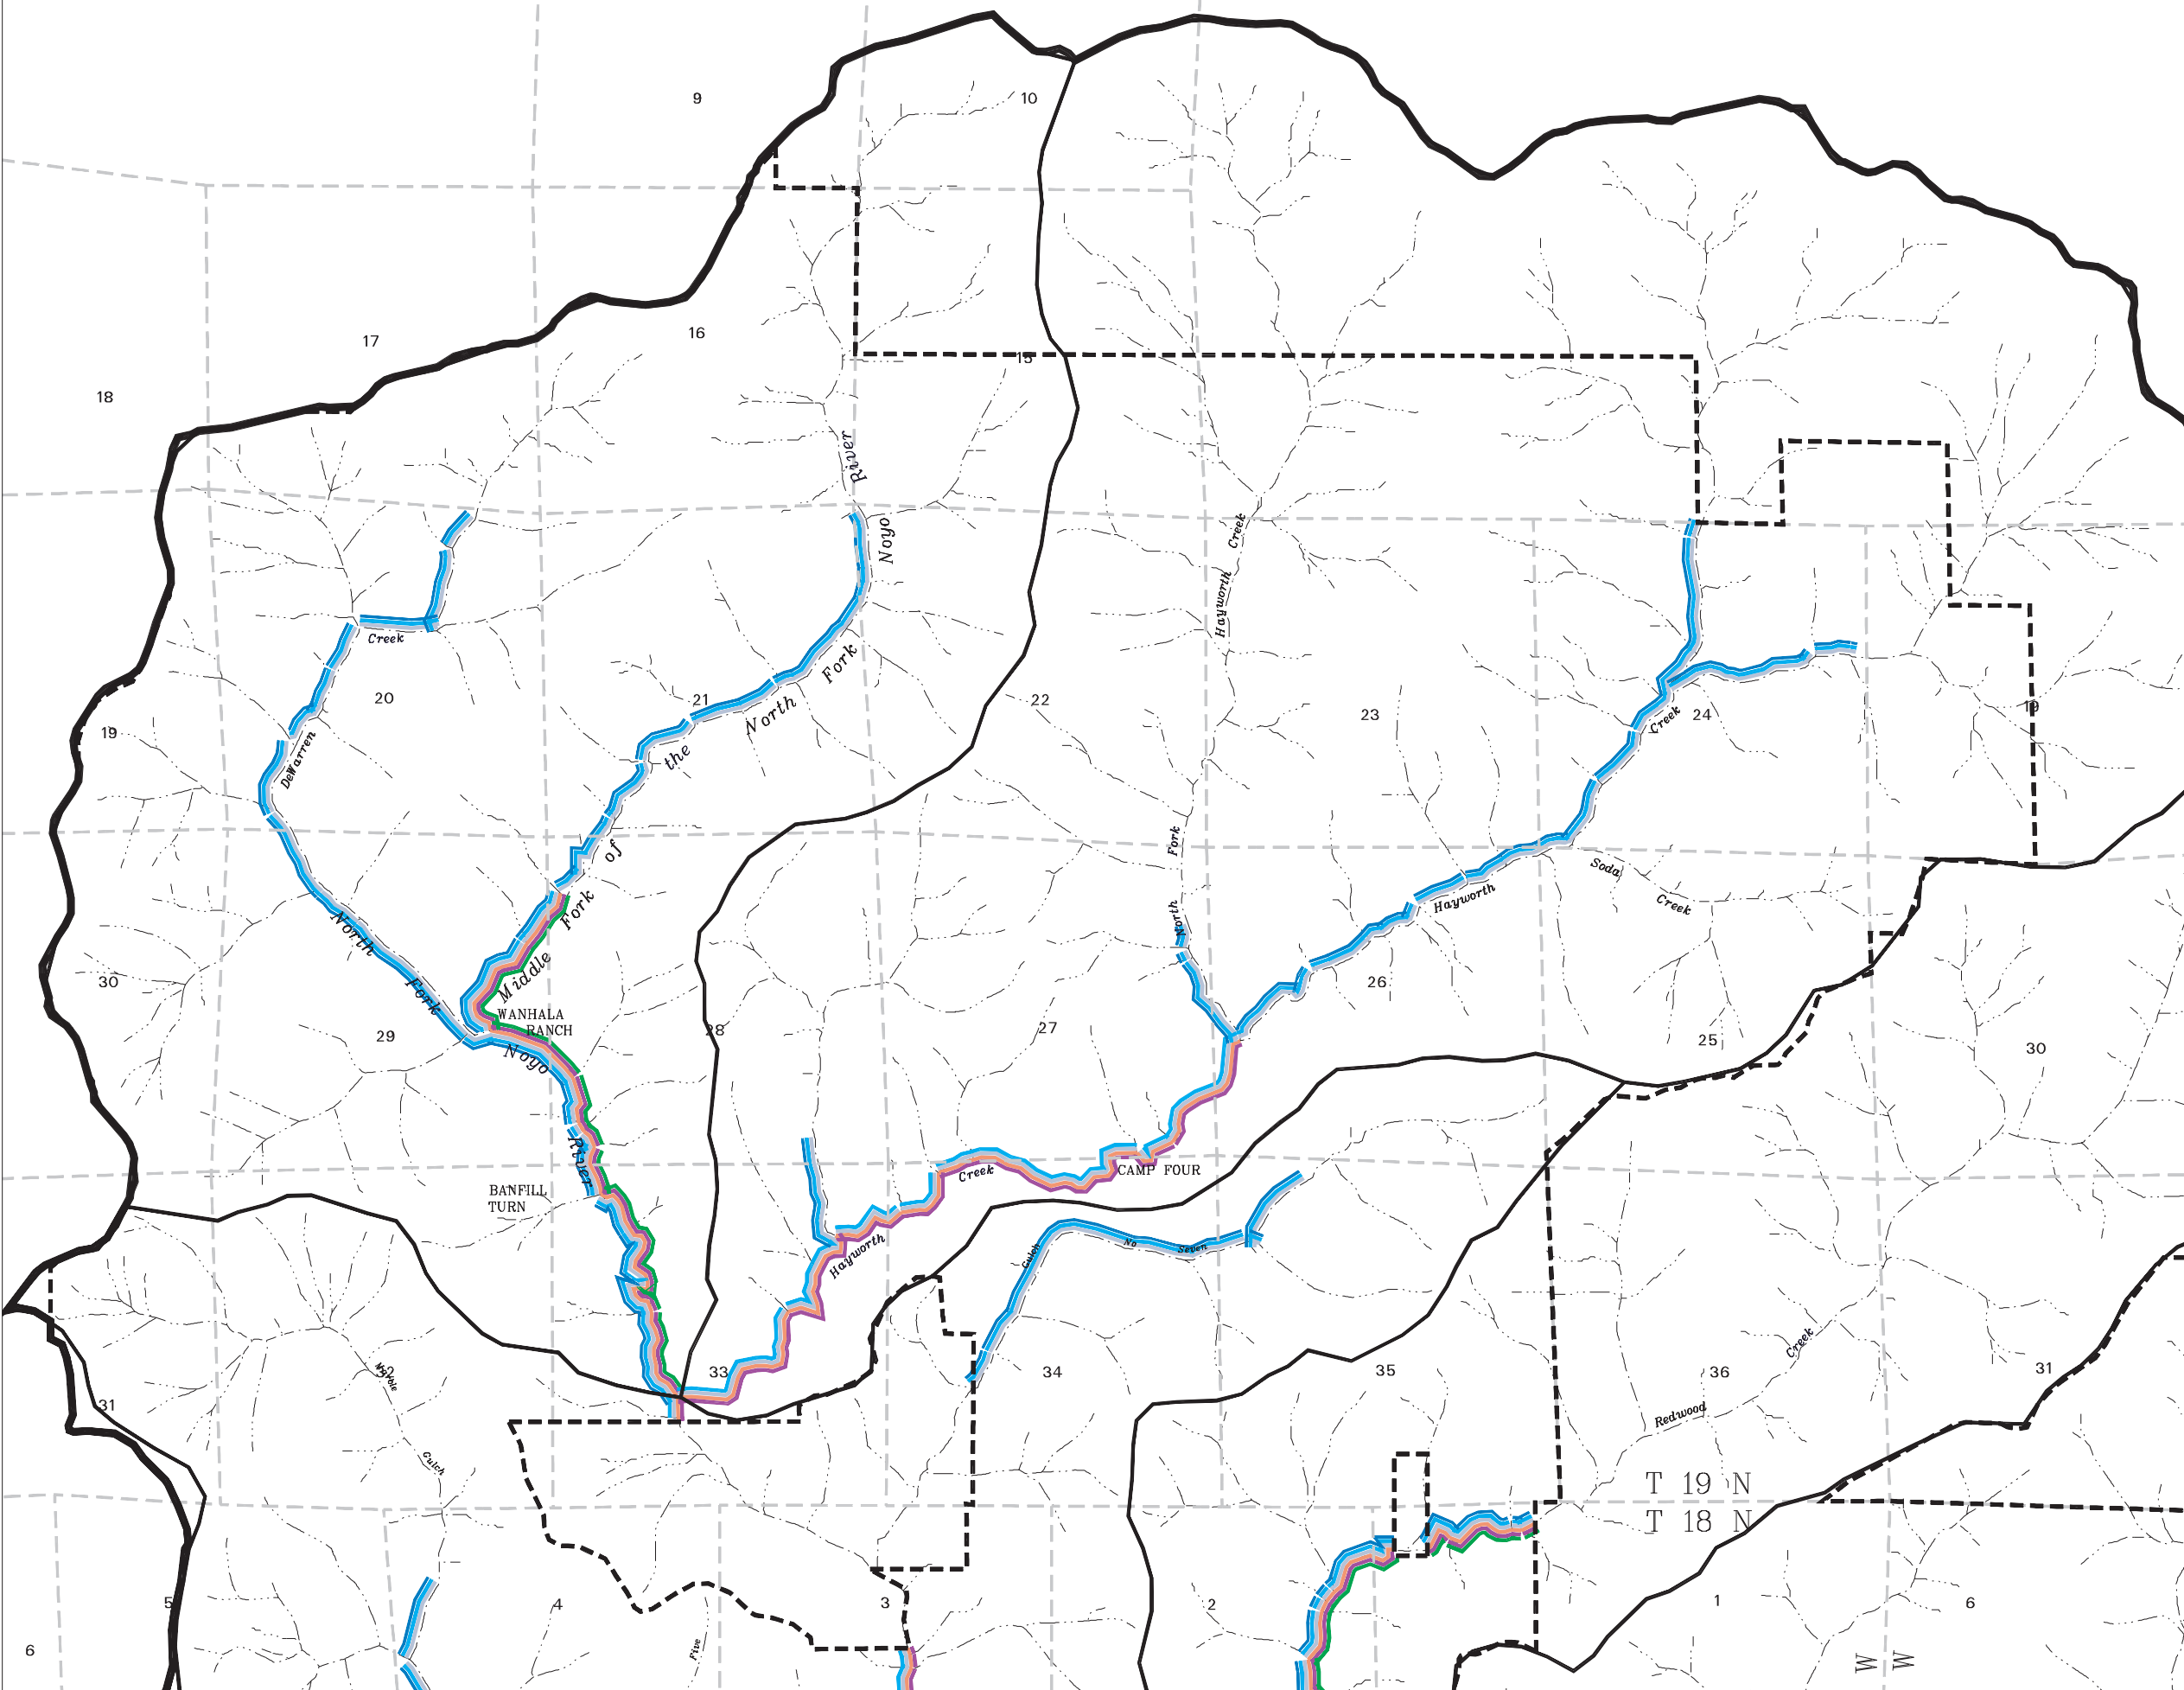 9
10
17
16
15
18
River
Noyo
Creek
Hayworth
Creek
20
21
Fork
North
the
22
23
24
Creek
19
19
DeWarren
of
Fork
Middle
North
Fork
WANHALA
RANCH
Noyo
River
Fork
North
Soda
Creek
Hayworth
30
29
28
27
26
25
30
BANFILL
TURN
Creek
CAMP FOUR
Hayworth
Gulch
No
Seven
33
34
35
36
31
31
Gulch
Redwood
Creek
T 19 N
T 18 N
5
4
3
2
1
6
6
Five
W W